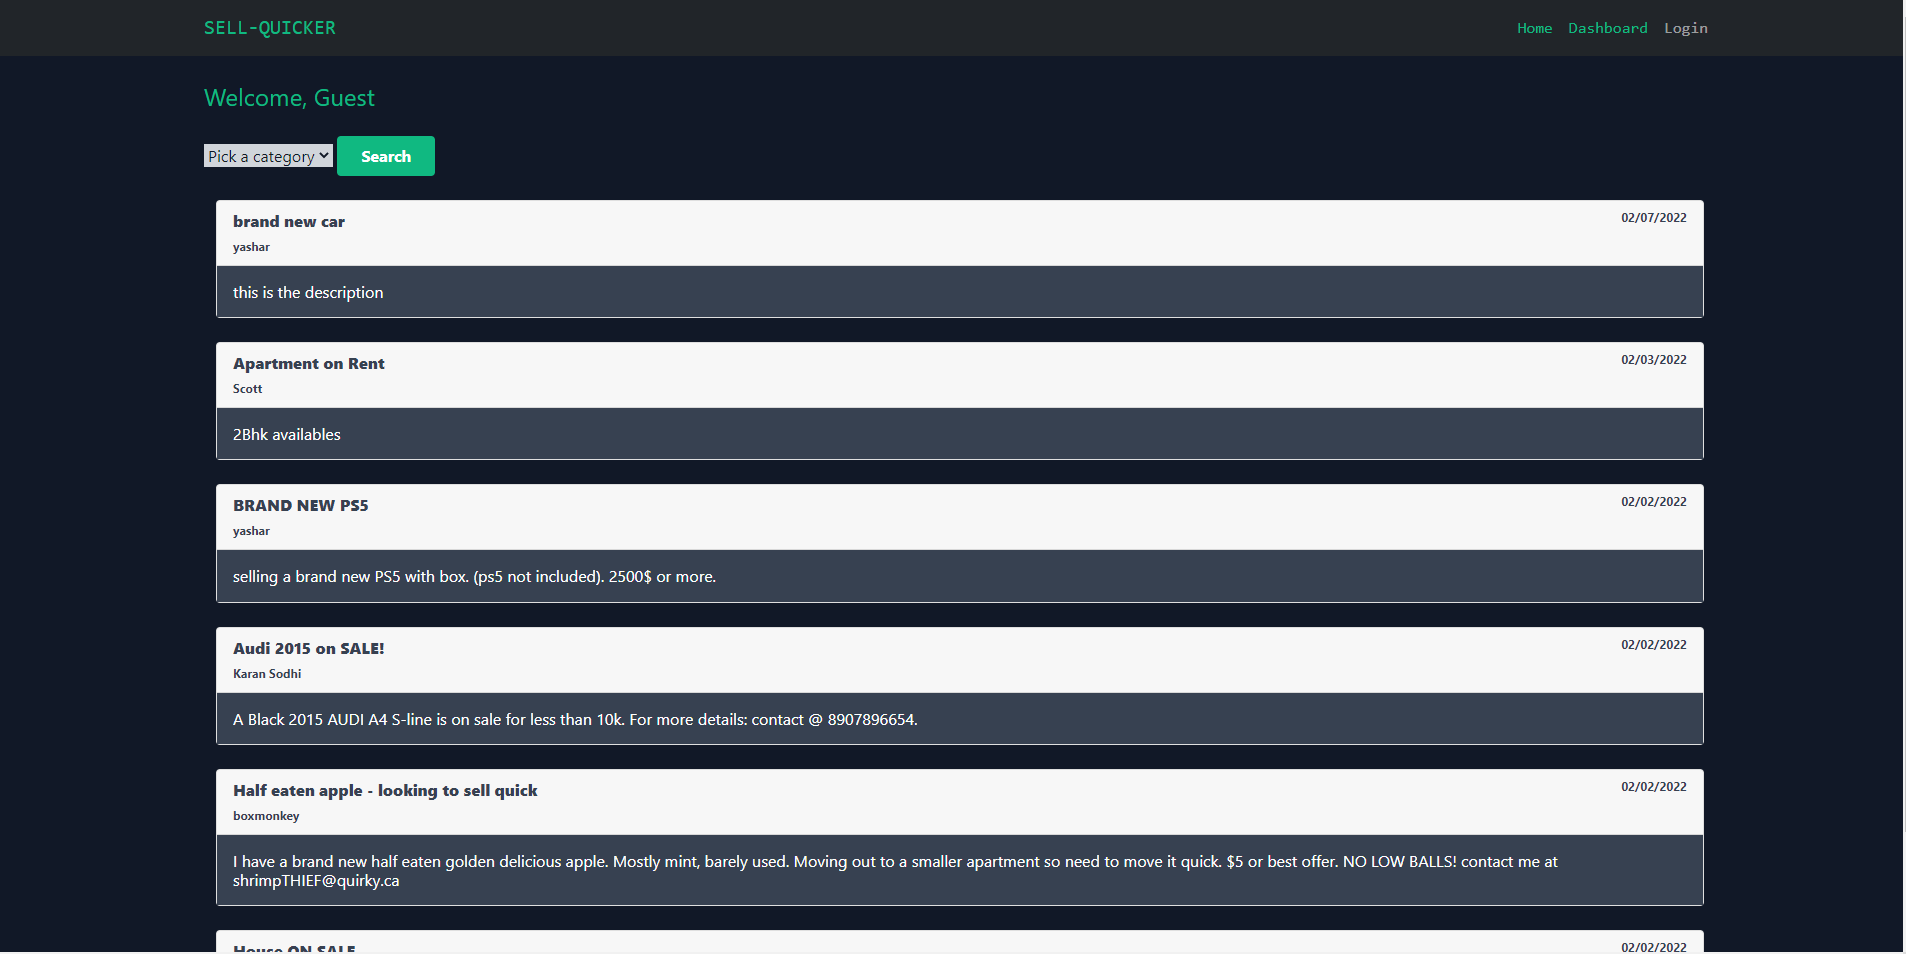 SELL-QUICKER
Home Dashboard Login
Welcome, Guest
Pick a category Search
brand new car 02/07/2022
yashar
this is the description
Apartment on Rent 02/03/2022
Scott
2Bhk availables
BRAND NEW PS5 02/02/2022
yashar
selling a brand new PS5 with box. (ps5 not included). 2500$ or more.
Audi 2015 on SALE! 02/02/2022
Karan Sodhi
A Black 2015 AUDI A4 S-line is on sale for less than 10k. For more details: contact @ 8907896654.
Half eaten apple - looking to sell quick 02/02/2022
boxmonkey
I have a brand new half eaten golden delicious apple. Mostly mint, barely used. Moving out to a smaller apartment so need to move it quick. $5 or best offer. NO LOW BALLS! contact me at
shrimpTHIEF@quirky.ca
House ON SALE 02/02/2022